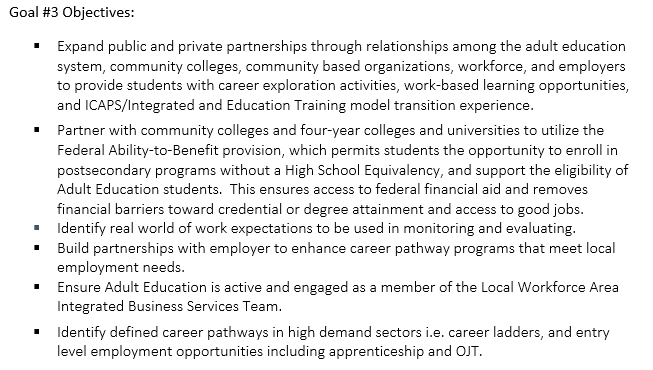 Goal #3 Objectives:
▪ Expand public and private partnerships through relationships among the adult education
system, community colleges, community based organizations, workforce, and employers
to provide students with career exploration activities, work-based learning opportunities,
and ICAPS/Integrated and Education Training model transition experience.
▪ Partner with community colleges and four-year colleges and universities to utilize the
Federal Ability-to-Benefit provision, which permits students the opportunity to enroll in
postsecondary programs without a High School Equivalency, and support the eligibility of
Adult Education students.  This ensures access to federal financial aid and removes
financial barriers toward credential or degree attainment and access to good jobs.
▪ Identify real world of work expectations to be used in monitoring and evaluating.
▪ Build partnerships with employer to enhance career pathway programs that meet local
employment needs.
▪ Ensure Adult Education is active and engaged as a member of the Local Workforce Area
Integrated Business Services Team.
▪ Identify defined career pathways in high demand sectors i.e. career ladders, and entry
level employment opportunities including apprenticeship and OJT.